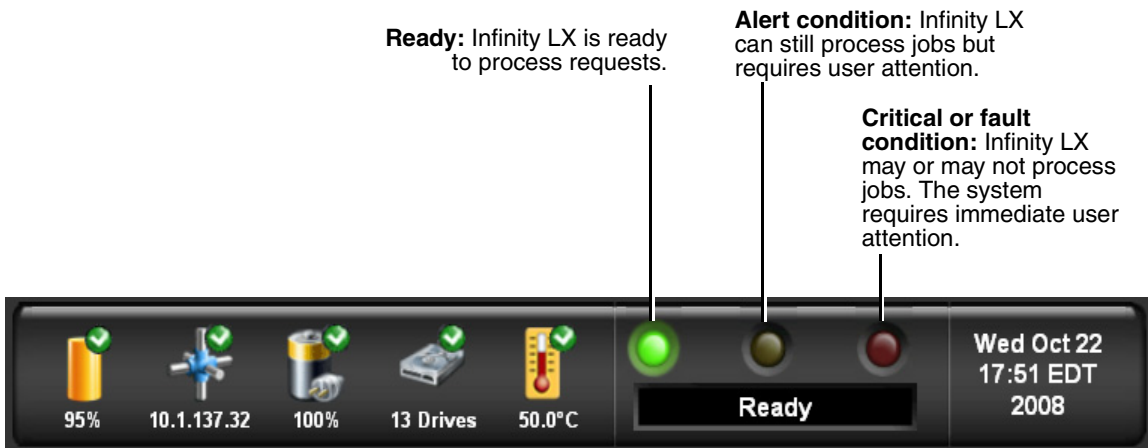 Ready: Infinity LX is ready
to process requests.
Alert condition: Infinity LX
can still process jobs but
requires user attention.
Critical or fault
condition: Infinity LX
may or may not process
jobs. The system
requires immediate user
attention.
95%
10.1.137.32
100%
13 Drives
50.0°C
Ready
Wed Oct 22
17:51 EDT
2008